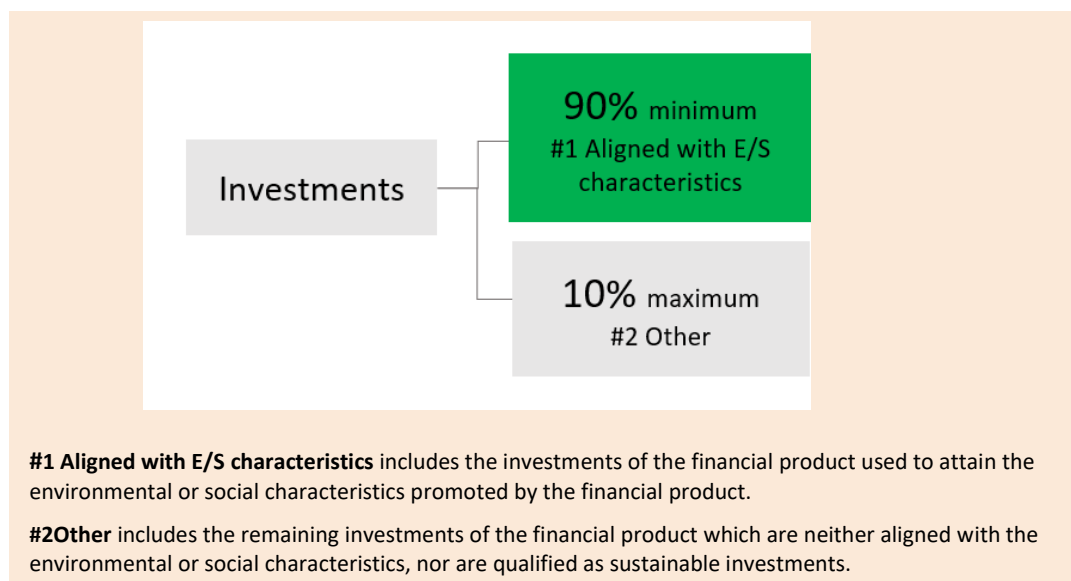 90% minimum
#1 Aligned with E/S
characteristics
Investments
10% maximum
#2 Other
#1 Aligned with E/S characteristics includes the investments of the financial product used to attain the
environmental or social characteristics promoted by the financial product.
#2Other includes the remaining investments of the financial product which are neither aligned with the
environmental or social characteristics, nor are qualified as sustainable investments.